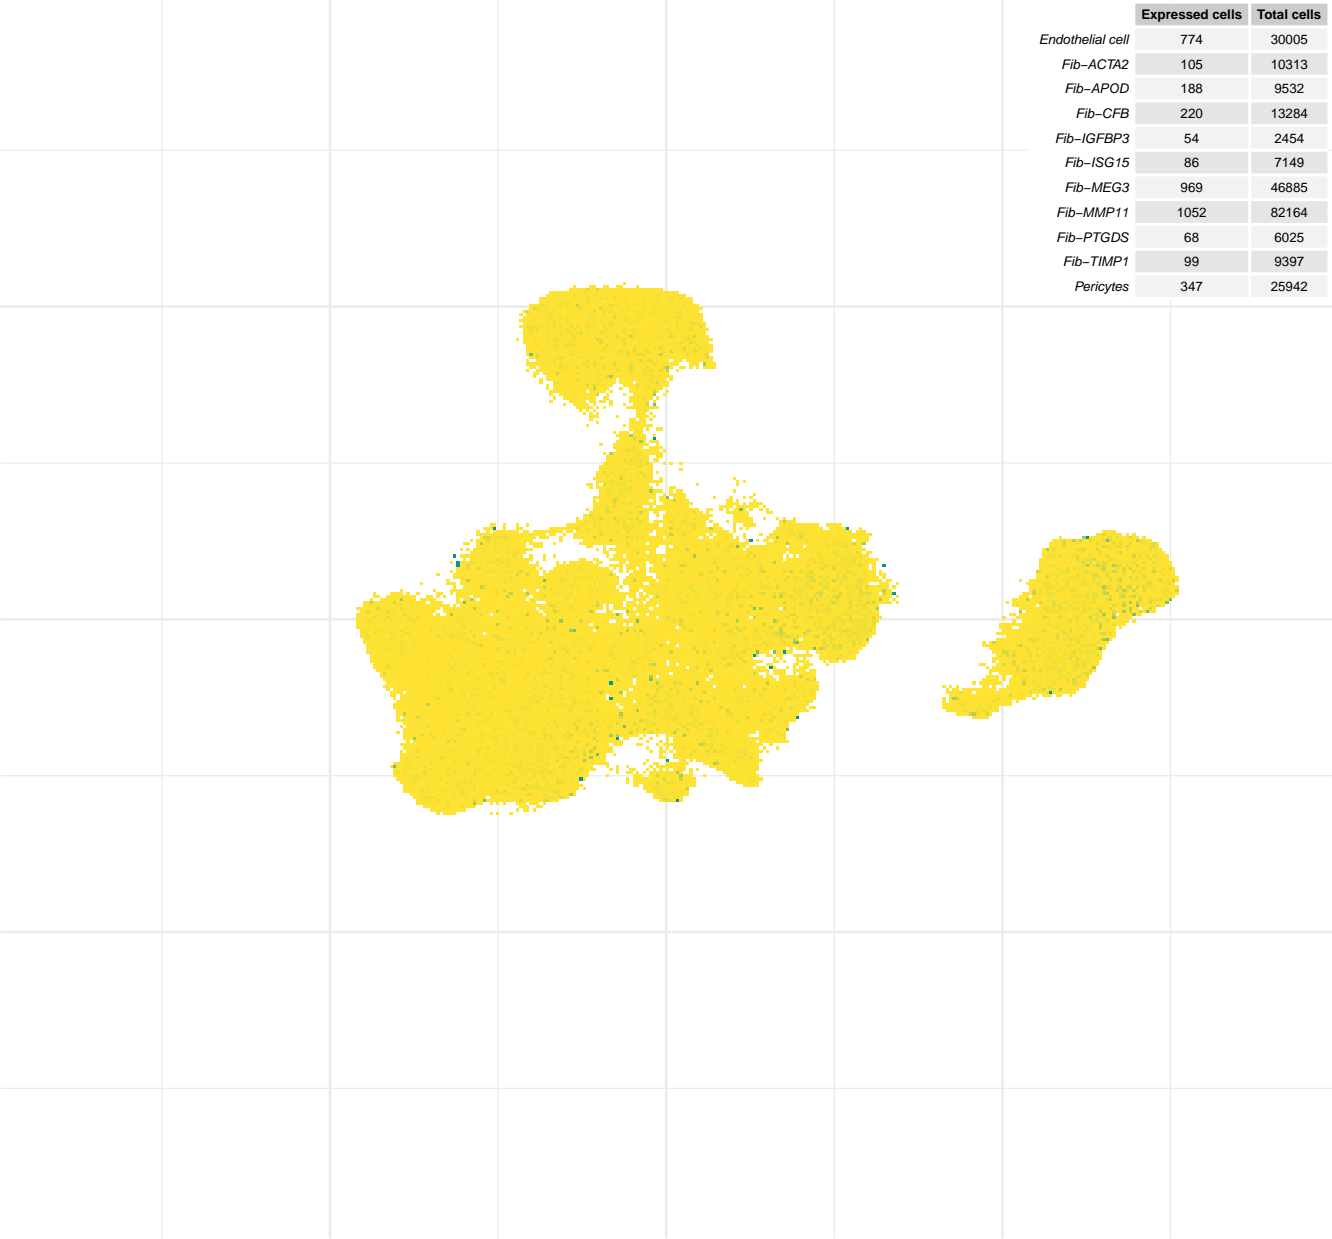 Expressed cells Total cells
Endothelial cell 774 30005
Fib−ACTA2 105 10313
Fib−APOD 188 9532
Fib−CFB 220 13284
Fib−IGFBP3 54 2454
Fib−ISG15 86 7149
Fib−MEG3 969 46885
Fib−MMP11 1052 82164
Fib−PTGDS 68 6025
Fib−TIMP1 99 9397
Pericytes 347 25942